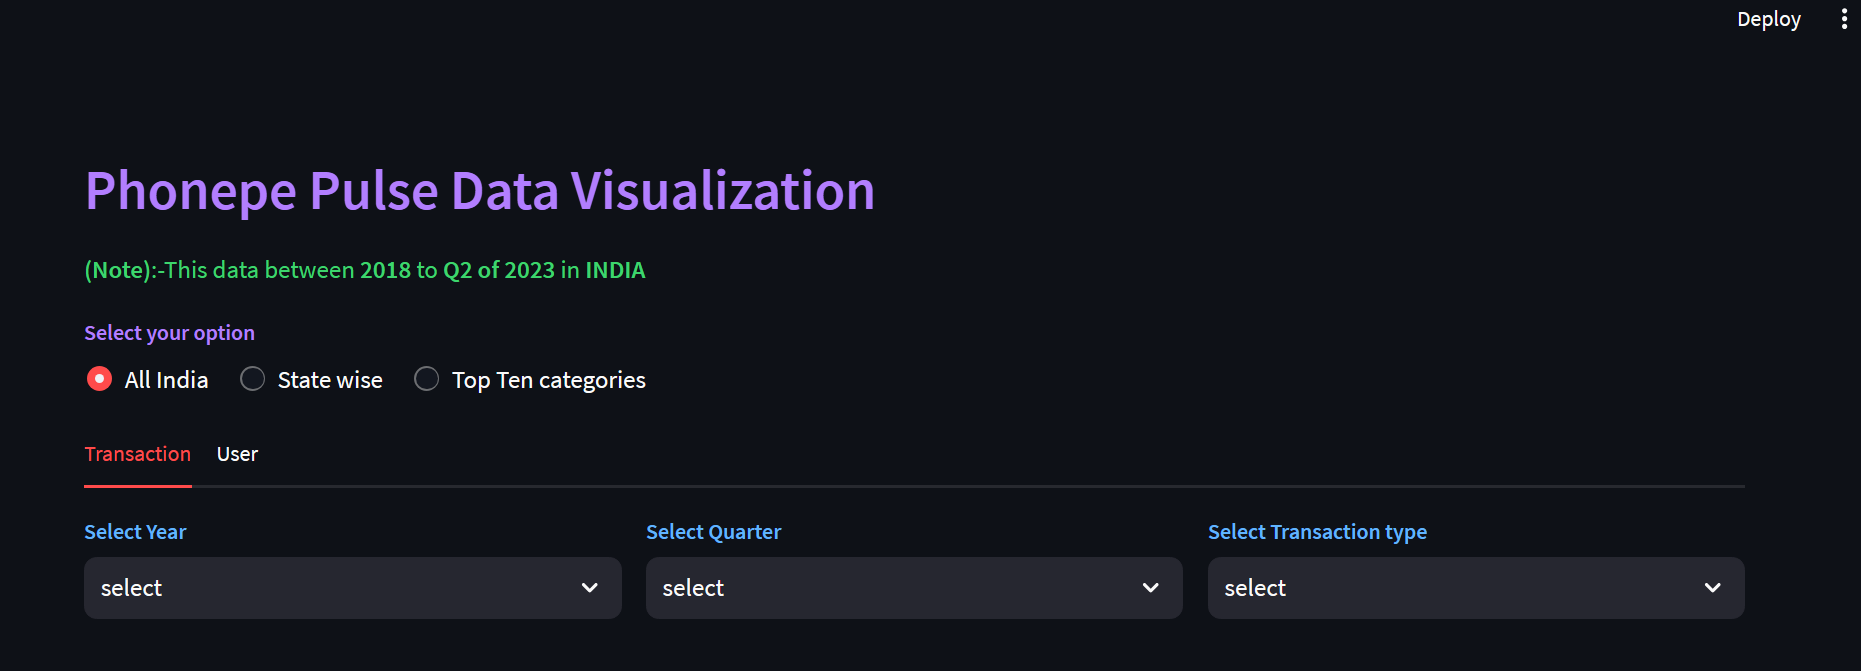 Deploy
Phonepe Pulse Data Visualization
(Note):-This data between 2018 to Q2 of 2023 in INDIA
Select your option
All India State wise Top Ten categories
Transaction User
Select Year Select Quarter Select Transaction type
select select select